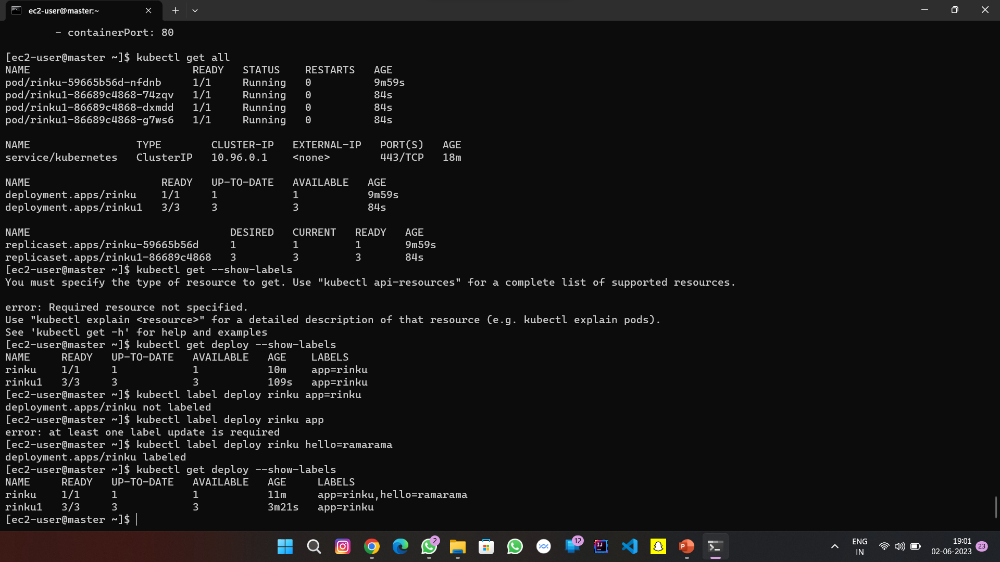 ec2-user@master:~
- containerPort: 80
[ec2-user@master ~]$ kubectl get all
NAME                          READY   STATUS    RESTARTS   AGE
pod/rinku-59665b56d-nfdnb     1/1     Running   0          9m59s
pod/rinku1-86689c4868-74zqv   1/1     Running   0          84s
pod/rinku1-86689c4868-dxmdd   1/1     Running   0          84s
pod/rinku1-86689c4868-g7ws6   1/1     Running   0          84s
NAME                 TYPE        CLUSTER-IP   EXTERNAL-IP   PORT(S)   AGE
service/kubernetes   ClusterIP   10.96.0.1    <none>        443/TCP   18m
NAME                     READY   UP-TO-DATE   AVAILABLE   AGE
deployment.apps/rinku    1/1     1            1           9m59s
deployment.apps/rinku1   3/3     3            3           84s
NAME                                DESIRED   CURRENT   READY   AGE
replicaset.apps/rinku-59665b56d     1         1         1       9m59s
replicaset.apps/rinku1-86689c4868   3         3         3       84s
[ec2-user@master ~]$ kubectl get --show-labels
You must specify the type of resource to get. Use "kubectl api-resources" for a complete list of supported resources.
error: Required resource not specified.
Use "kubectl explain <resource>" for a detailed description of that resource (e.g. kubectl explain pods).
See 'kubectl get -h' for help and examples
[ec2-user@master ~]$ kubectl get deploy --show-labels
NAME     READY   UP-TO-DATE   AVAILABLE   AGE    LABELS
rinku    1/1     1            1           10m    app=rinku
rinku1   3/3     3            3           109s   app=rinku
[ec2-user@master ~]$ kubectl label deploy rinku app=rinku
deployment.apps/rinku not labeled
[ec2-user@master ~]$ kubectl label deploy rinku app
error: at least one label update is required
[ec2-user@master ~]$ kubectl label deploy rinku hello=ramarama
deployment.apps/rinku labeled
[ec2-user@master ~]$ kubectl get deploy --show-labels
NAME     READY   UP-TO-DATE   AVAILABLE   AGE     LABELS
rinku    1/1     1            1           11m     app=rinku,hello=ramarama
rinku1   3/3     3            3           3m21s   app=rinku
[ec2-user@master ~]$
2
12
IJ
P
ENG
IN
19:01
02-06-2023
23